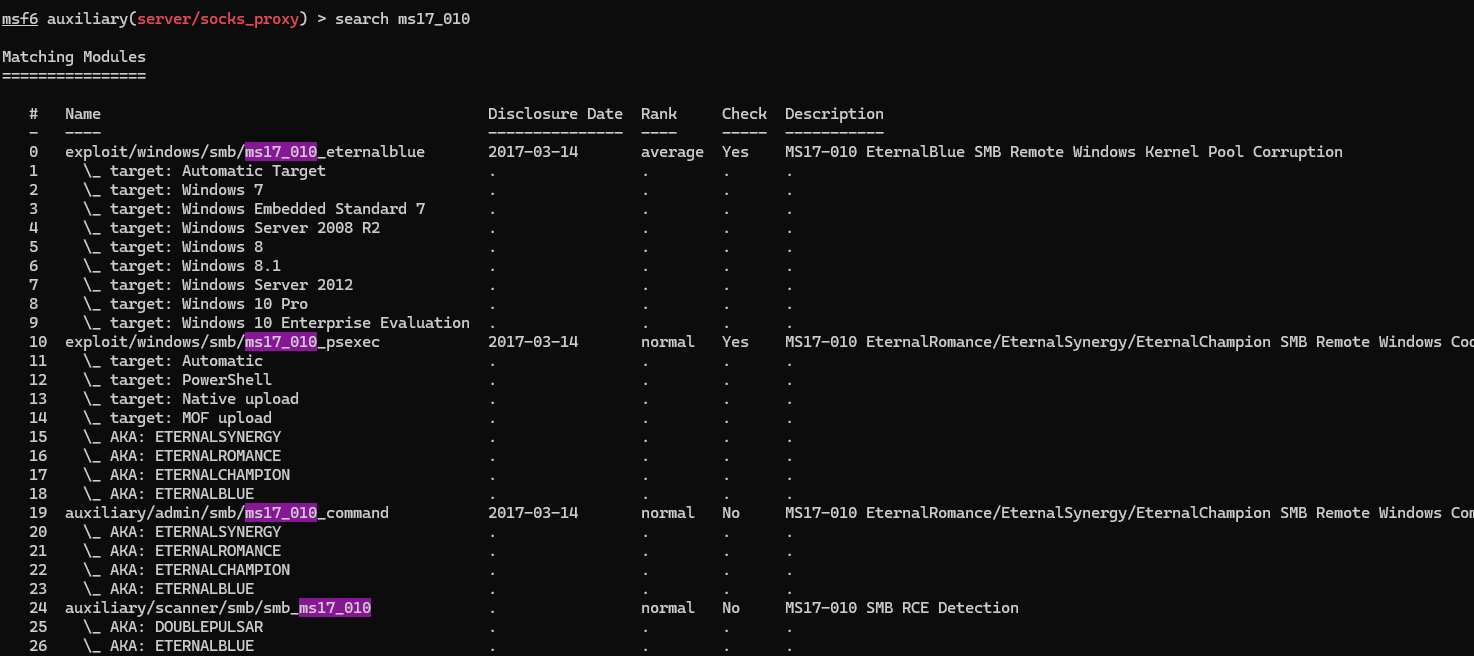 msf6 auxiliary(server/socks_proxy) > search ms17_010
Matching Modules
================
#  Name  Disclosure Date  Rank  Check  Description
-  ----  ---------------  ----  -----  -----------
0  exploit/windows/smb/ms17_010_eternalblue  2017-03-14  average  Yes  MS17-010 EternalBlue SMB Remote Windows Kernel Pool Corruption
1  \_ target: Automatic Target  .  .  .  .
2  \_ target: Windows 7  .  .  .  .
3  \_ target: Windows Embedded Standard 7  .  .  .  .
4  \_ target: Windows Server 2008 R2  .  .  .  .
5  \_ target: Windows 8  .  .  .  .
6  \_ target: Windows 8.1  .  .  .  .
7  \_ target: Windows Server 2012  .  .  .  .
8  \_ target: Windows 10 Pro  .  .  .  .
9  \_ target: Windows 10 Enterprise Evaluation  .  .  .  .
10  exploit/windows/smb/ms17_010_psexec  2017-03-14  normal  Yes  MS17-010 EternalRomance/EternalSynergy/EternalChampion SMB Remote Windows
11  \_ target: Automatic  .  .  .  .
12  \_ target: PowerShell  .  .  .  .
13  \_ target: Native upload  .  .  .  .
14  \_ target: MOF upload  .  .  .  .
15  \_ AKA: ETERNALSYNERGY  .  .  .  .
16  \_ AKA: ETERNALROMANCE  .  .  .  .
17  \_ AKA: ETERNALCHAMPION  .  .  .  .
18  \_ AKA: ETERNALBLUE  .  .  .  .
19  auxiliary/admin/smb/ms17_010_command  2017-03-14  normal  No  MS17-010 EternalRomance/EternalSynergy/EternalChampion SMB Remote Windows
20  \_ AKA: ETERNALSYNERGY  .  .  .  .
21  \_ AKA: ETERNALROMANCE  .  .  .  .
22  \_ AKA: ETERNALCHAMPION  .  .  .  .
23  \_ AKA: ETERNALBLUE  .  .  .  .
24  auxiliary/scanner/smb/smb_ms17_010  .  normal  No  MS17-010 SMB RCE Detection
25  \_ AKA: DOUBLEPULSAR  .  .  .  .
26  \_ AKA: ETERNALBLUE  .  .  .  .